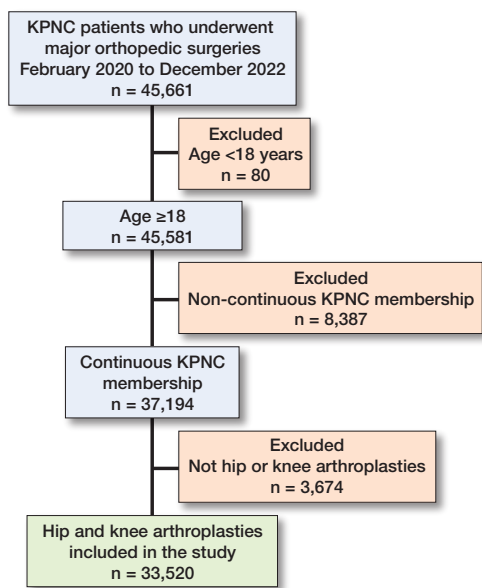 KPNC patients who underwent
major orthopedic surgeries
February 2020 to December 2022
n = 45,661
Excluded
Age <18 years
n = 80
Age ≥18
n = 45,581
Excluded
Non-continuous KPNC membership
n = 8,387
Continuous KPNC
membership
n = 37,194
Excluded
Not hip or knee arthroplasties
n = 3,674
Hip and knee arthroplasties
included in the study
n = 33,520